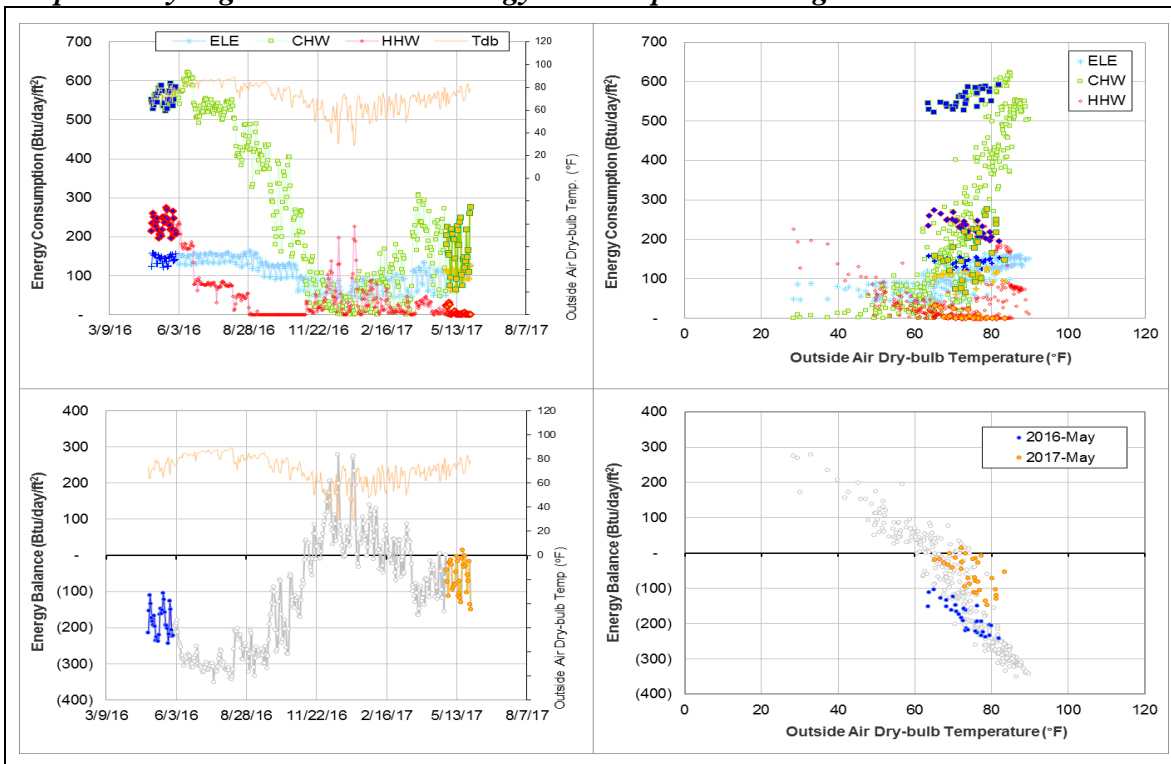 ELE CHW HHW Tdb
Energy Consumption (Btu/day/ft²)
700
600
500
400
300
200
100
-
120
100
80
60
40
20
0
Outside Air Dry-bulb Temp. (°F)
3/9/16 6/3/16 8/28/16 11/22/16 2/16/17 5/13/17 8/7/17
ELE
CHW
HHW
Energy Consumption (Btu/day/ft²)
700
600
500
400
300
200
100
-
0 20 40 60 80 100 120
Outside Air Dry-bulb Temperature (°F)
Energy Balance (Btu/day/ft²)
400
300
200
100
-
(100)
(200)
(300)
(400)
120
100
80
60
40
20
0
Outside Air Dry-bulb Temp (°F)
3/9/16 6/3/16 8/28/16 11/22/16 2/16/17 5/13/17 8/7/17
2016-May
2017-May
Energy Balance (Btu/day/ft²)
400
300
200
100
-
(100)
(200)
(300)
(400)
0 20 40 60 80 100 120
Outside Air Dry-bulb Temperature (°F)